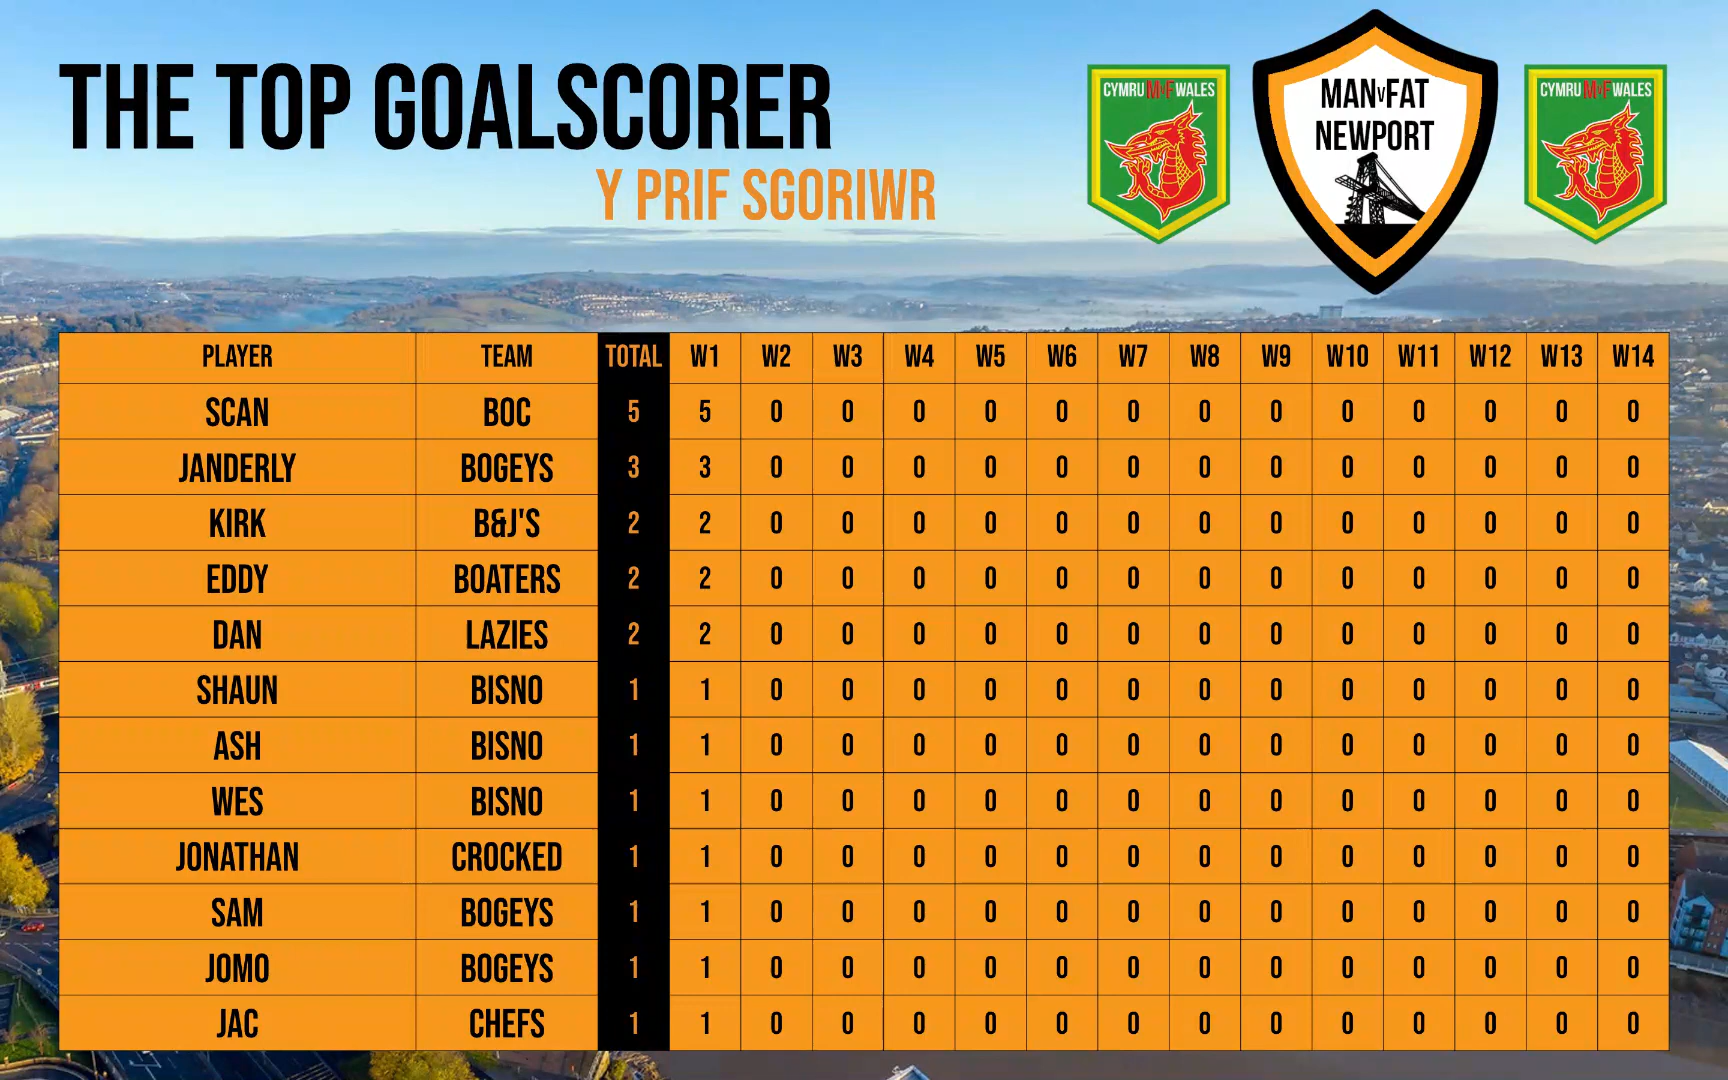 THE TOP GOALSCORER
Y PRIF SGORIWR
CYMRU MvF WALES
MANvFAT
NEWPORT
CYMRU MvF WALES
PLAYER TEAM TOTAL W1 W2 W3 W4 W5 W6 W7 W8 W9 W10 W11 W12 W13 W14
SCAN BOC 5 5 0 0 0 0 0 0 0 0 0 0 0 0 0
JANDERLY BOGEYS 3 3 0 0 0 0 0 0 0 0 0 0 0 0 0
KIRK B&J'S 2 2 0 0 0 0 0 0 0 0 0 0 0 0 0
EDDY BOATERS 2 2 0 0 0 0 0 0 0 0 0 0 0 0 0
DAN LAZIES 2 2 0 0 0 0 0 0 0 0 0 0 0 0 0
SHAUN BISNO 1 1 0 0 0 0 0 0 0 0 0 0 0 0 0
ASH BISNO 1 1 0 0 0 0 0 0 0 0 0 0 0 0 0
WES BISNO 1 1 0 0 0 0 0 0 0 0 0 0 0 0 0
JONATHAN CROCKED 1 1 0 0 0 0 0 0 0 0 0 0 0 0 0
SAM BOGEYS 1 1 0 0 0 0 0 0 0 0 0 0 0 0 0
JOMO BOGEYS 1 1 0 0 0 0 0 0 0 0 0 0 0 0 0
JAC CHEFS 1 1 0 0 0 0 0 0 0 0 0 0 0 0 0